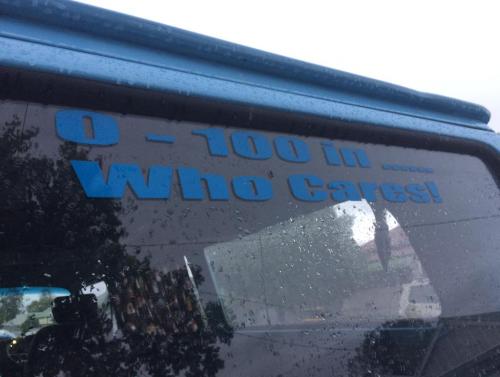 0 - 100 in ......
Who Cares!